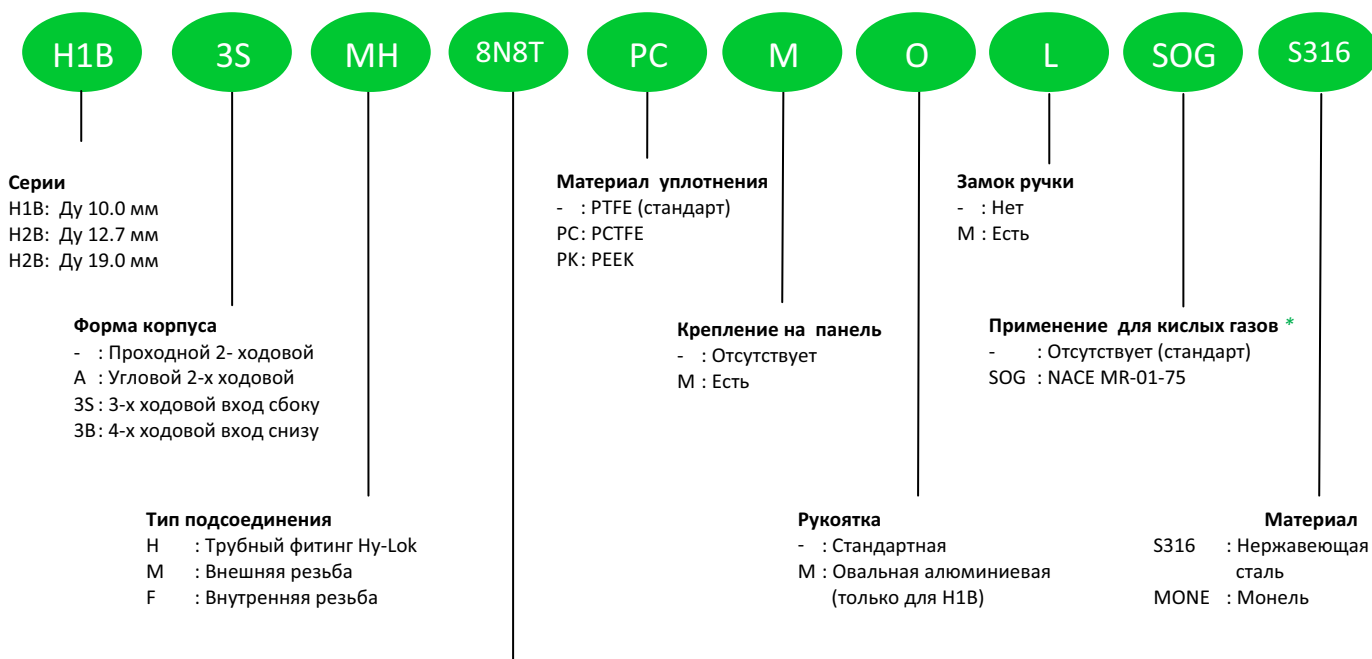 H1B 3S MH 8N8T PC M O L SOG S316
Серии
H1B: Ду 10.0 мм
H2B: Ду 12.7 мм
H2B: Ду 19.0 мм
Материал уплотнения
- : PTFE (стандарт)
PC: PCTFE
PK: PEEK
Замок ручки
- : Нет
M : Есть
Форма корпуса
- : Проходной 2- ходовой
A : Угловой 2-х ходовой
3S : 3-х ходовой вход сбоку
3B : 4-х ходовой вход снизу
Крепление на панель
- : Отсутствует
M : Есть
Применение для кислых газов *
- : Отсутствует (стандарт)
SOG : NACE MR-01-75
Тип подсоединения
H : Трубный фитинг Hy-Lok
M : Внешняя резьба
F : Внутренняя резьба
Рукоятка
- : Стандартная
M : Овальная алюминиевая
(только для H1B)
Материал
S316 : Нержавеющая
сталь
MONE : Монель